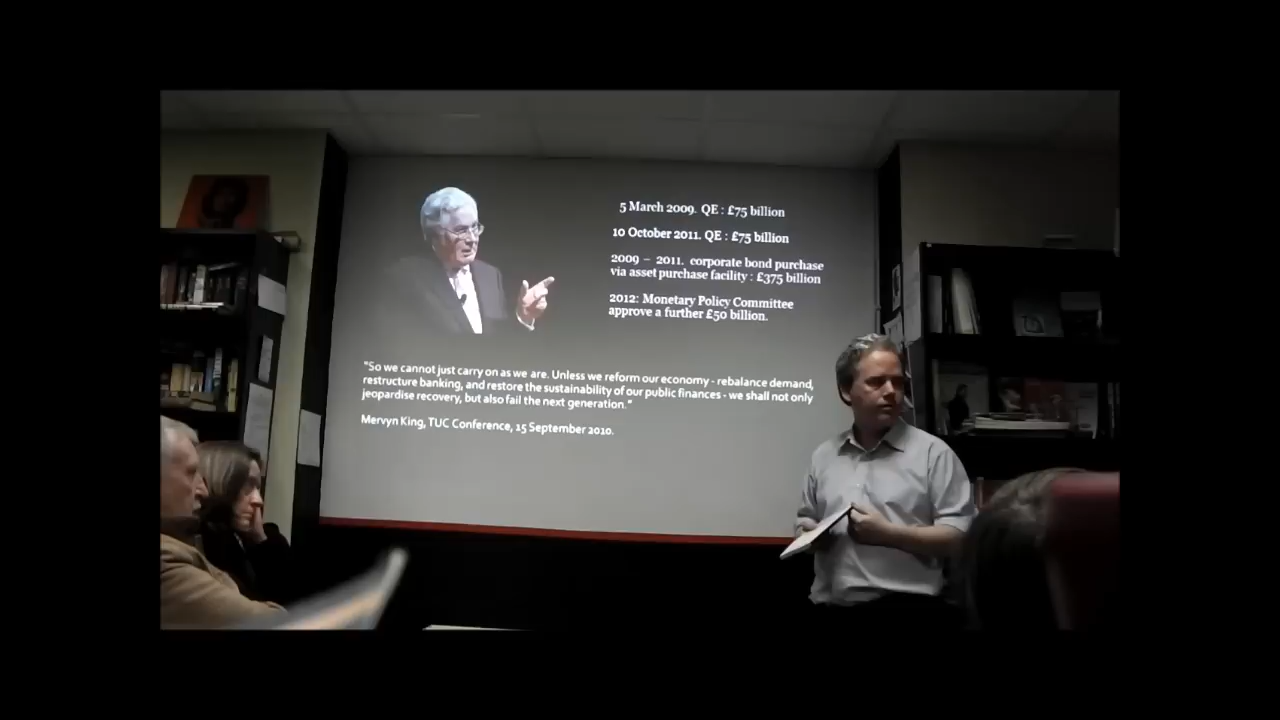 5 March 2009. QE : £75 billion
10 October 2011. QE : £75 billion
2009 – 2011. corporate bond purchase
via asset purchase facility : £375 billion
2012: Monetary Policy Committee
approve a further £50 billion.
"So we cannot just carry on as we are. Unless we reform our economy - rebalance demand,
restructure banking, and restore the sustainability of our public finances - we shall not only
jeopardise recovery, but also fail the next generation."
Mervyn King, TUC Conference, 15 September 2010.